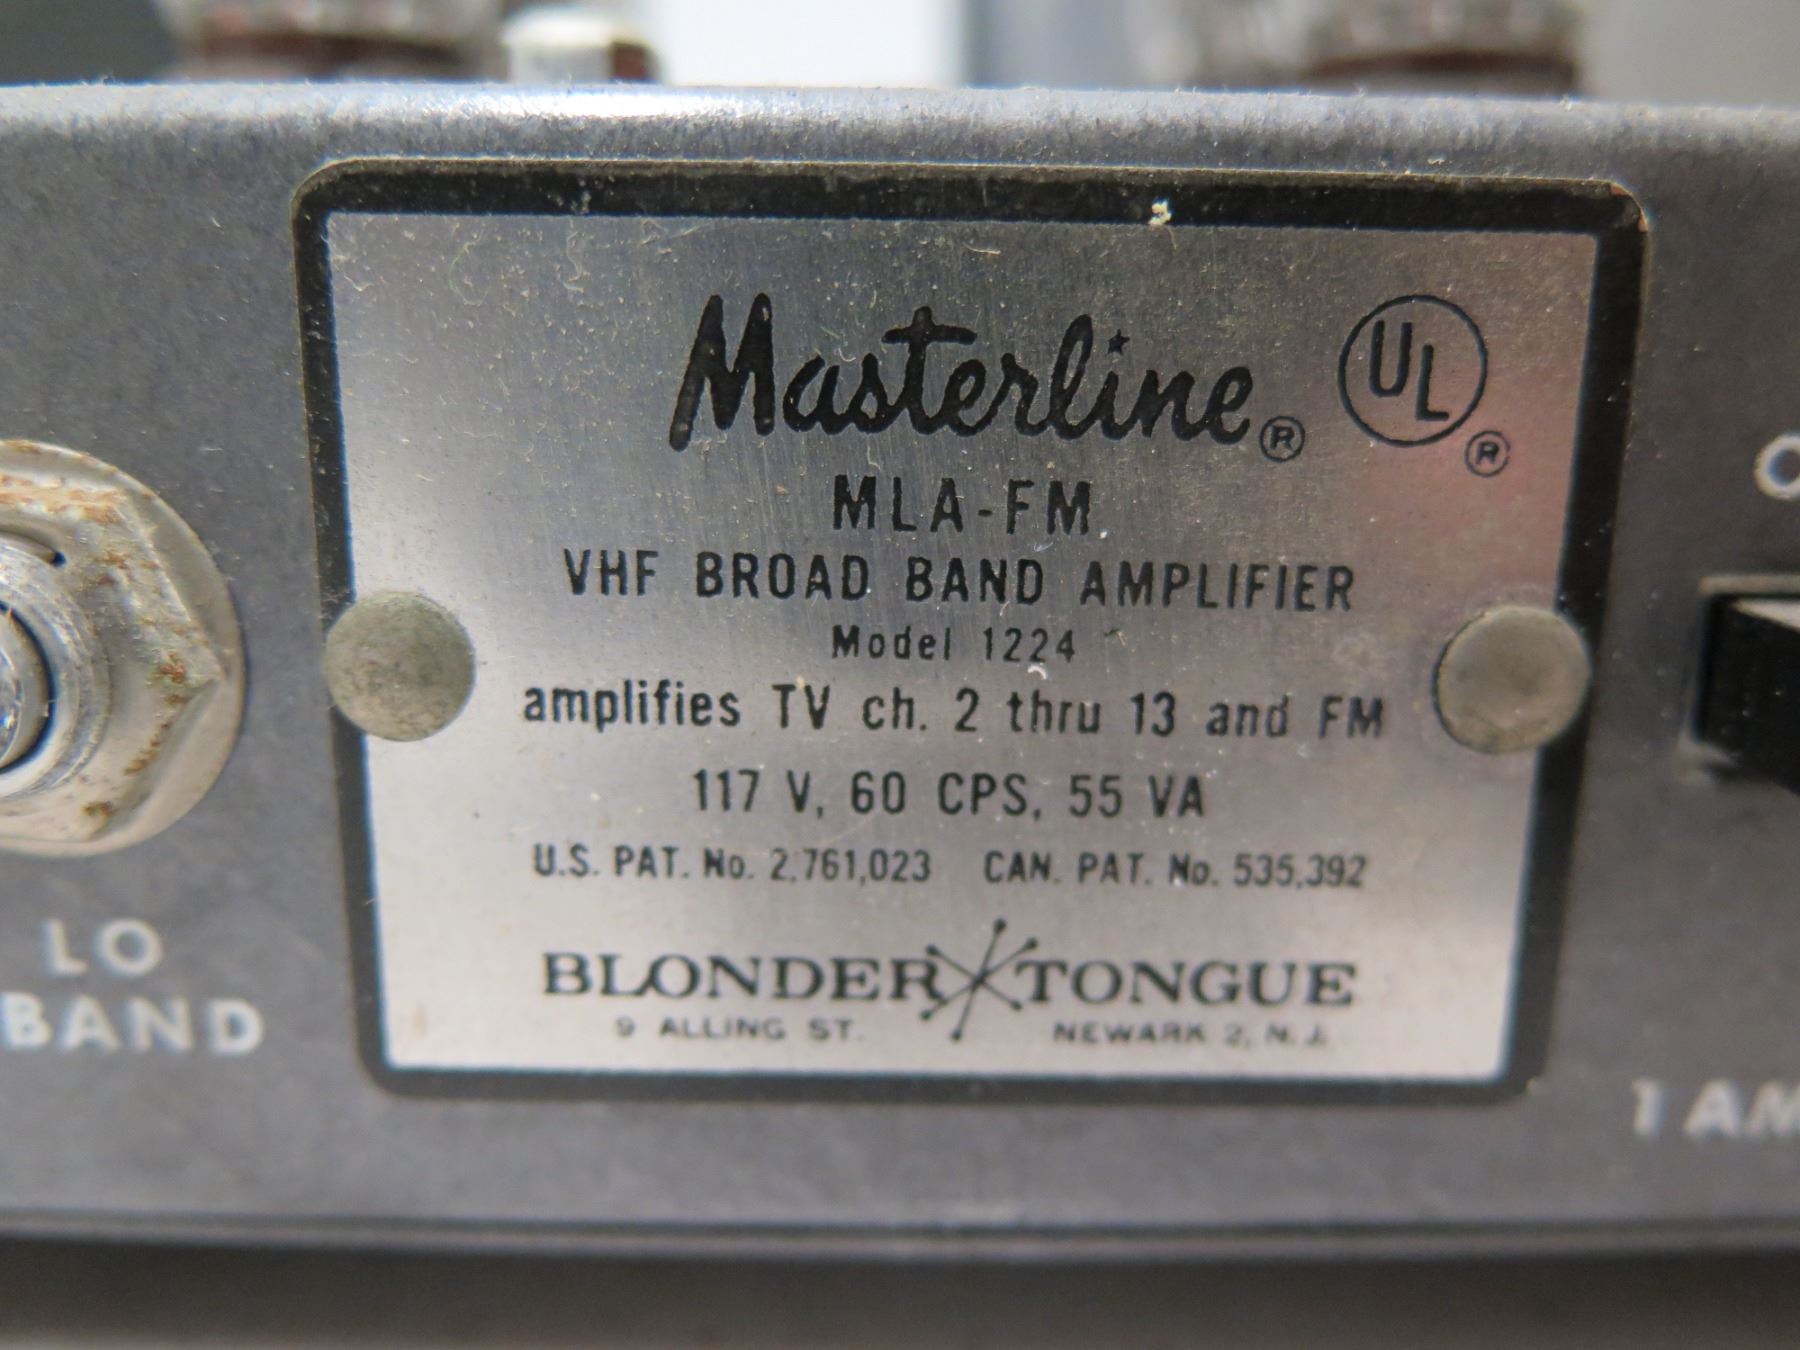 Masterline®
UL®
MLA-FM
VHF BROAD BAND AMPLIFIER
Model 1224
amplifies TV ch. 2 thru 13 and FM
117 V, 60 CPS, 55 VA
U.S. PAT. No. 2,761,023 CAN. PAT. No. 535,392
BLONDER TONGUE
9 ALLING ST. NEWARK 2, N.J.
LO
BAND
O
1 AM